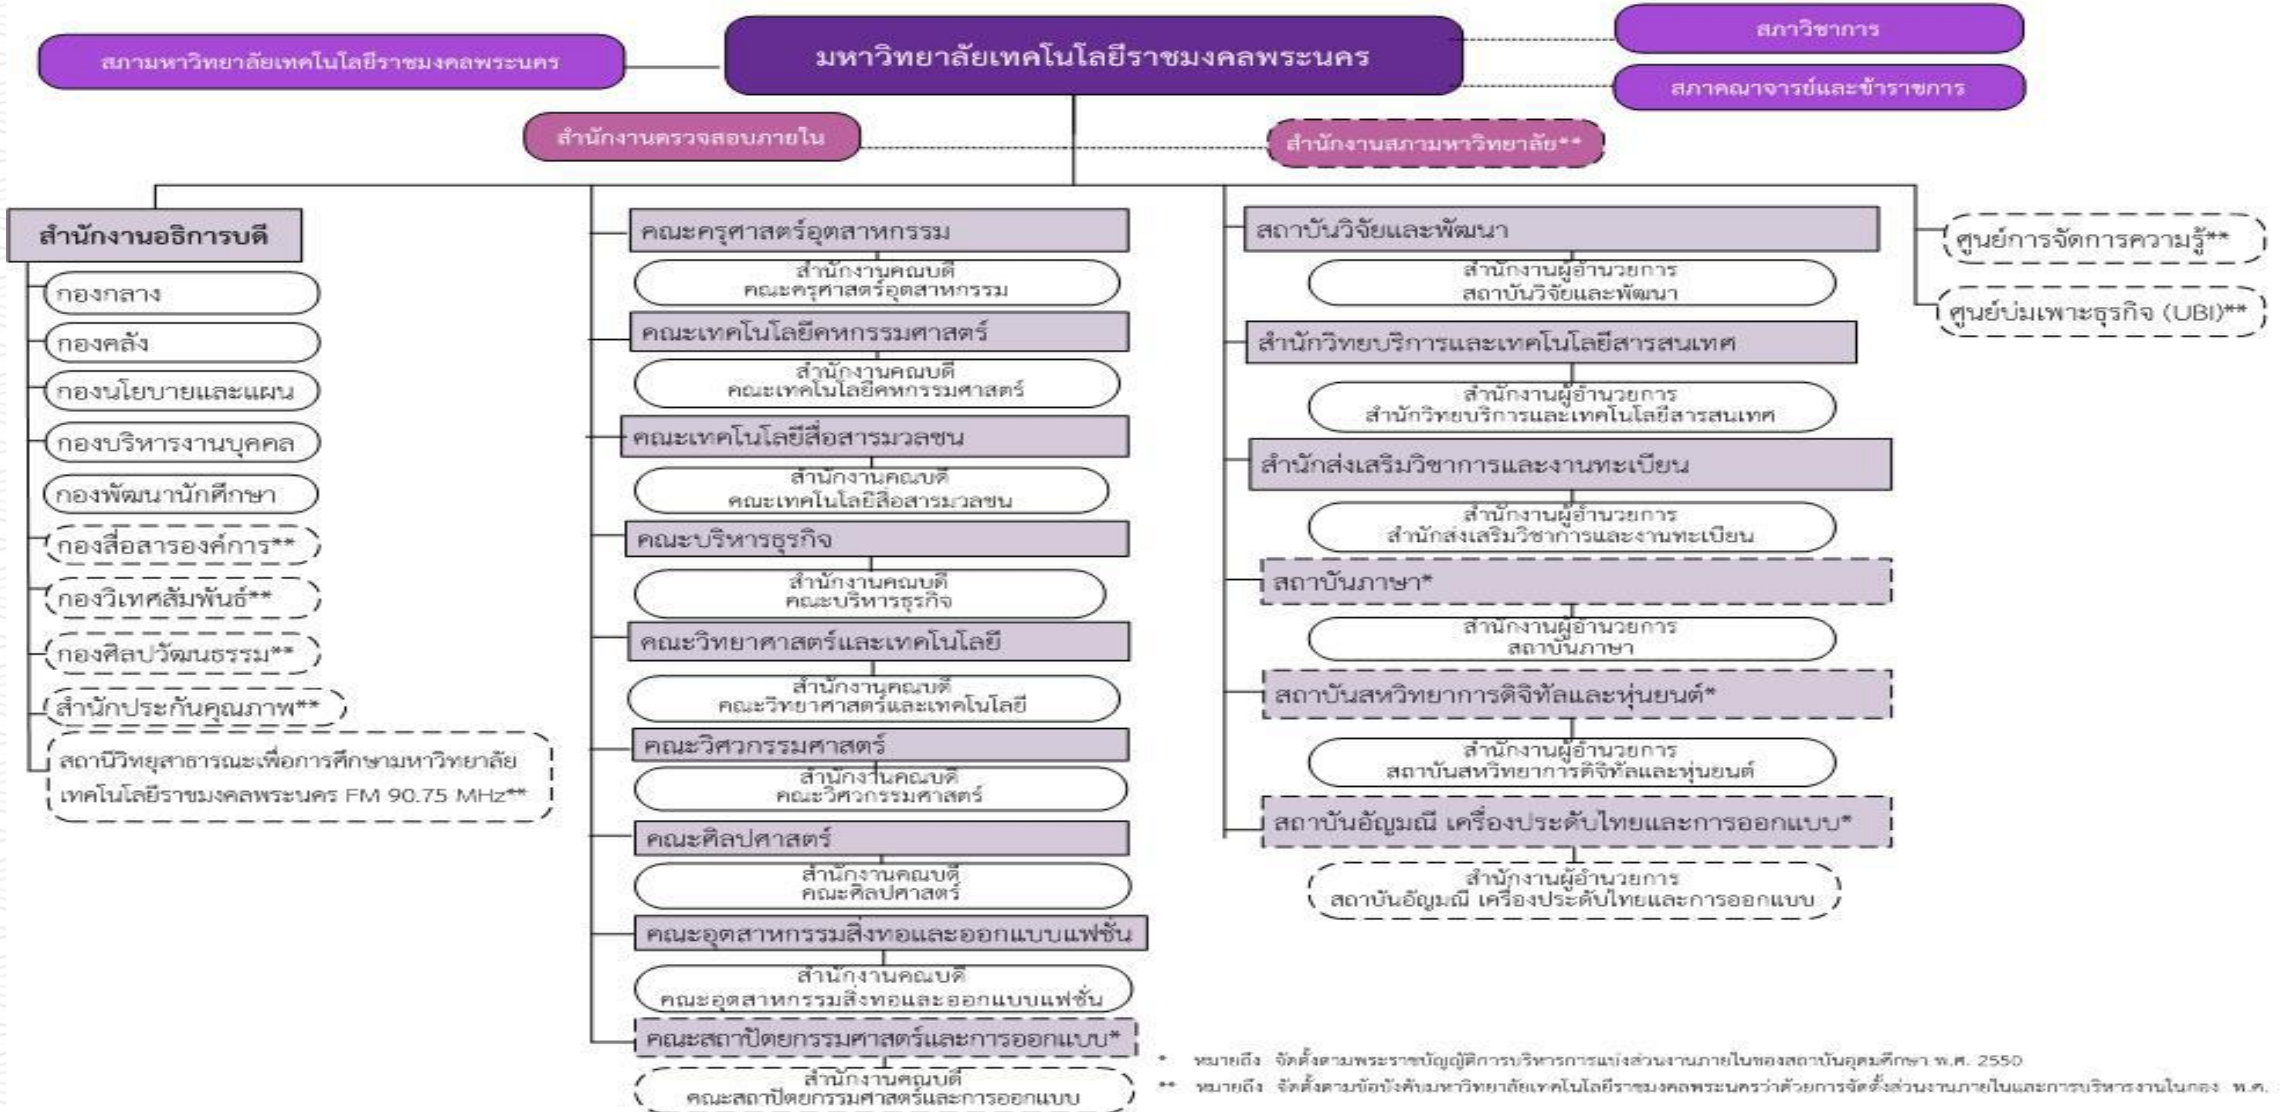 สภามหาวิทยาลัยเทคโนโลยีราชมงคลพระนคร
มหาวิทยาลัยเทคโนโลยีราชมงคลพระนคร
สภาวิชาการ
สภาคณาจารย์และข้าราชการ
สำนักงานตรวจสอบภายใน
สำนักงานสภามหาวิทยาลัย**
สำนักงานอธิการบดี
กองกลาง
กองคลัง
กองนโยบายและแผน
กองบริหารงานบุคคล
กองพัฒนานักศึกษา
กองสื่อสารองค์การ**
กองวิเทศสัมพันธ์**
กองศิลปวัฒนธรรม**
สำนักประกันคุณภาพ**
สถานีวิทยุสาธารณะเพื่อการศึกษามหาวิทยาลัย
เทคโนโลยีราชมงคลพระนคร FM 90.75 MHz**
คณะครุศาสตร์อุตสาหกรรม
สำนักงานคณบดี
คณะครุศาสตร์อุตสาหกรรม
คณะเทคโนโลยีคหกรรมศาสตร์
สำนักงานคณบดี
คณะเทคโนโลยีคหกรรมศาสตร์
คณะเทคโนโลยีสื่อสารมวลชน
สำนักงานคณบดี
คณะเทคโนโลยีสื่อสารมวลชน
คณะบริหารธุรกิจ
สำนักงานคณบดี
คณะบริหารธุรกิจ
คณะวิทยาศาสตร์และเทคโนโลยี
สำนักงานคณบดี
คณะวิทยาศาสตร์และเทคโนโลยี
คณะวิศวกรรมศาสตร์
สำนักงานคณบดี
คณะวิศวกรรมศาสตร์
คณะศิลปศาสตร์
สำนักงานคณบดี
คณะศิลปศาสตร์
คณะอุตสาหกรรมสิ่งทอและออกแบบแฟชั่น
สำนักงานคณบดี
คณะอุตสาหกรรมสิ่งทอและออกแบบแฟชั่น
คณะสถาปัตยกรรมศาสตร์และการออกแบบ*
สำนักงานคณบดี
คณะสถาปัตยกรรมศาสตร์และการออกแบบ
สถาบันวิจัยและพัฒนา
สำนักงานผู้อำนวยการ
สถาบันวิจัยและพัฒนา
สำนักวิทยบริการและเทคโนโลยีสารสนเทศ
สำนักงานผู้อำนวยการ
สำนักวิทยบริการและเทคโนโลยีสารสนเทศ
สำนักส่งเสริมวิชาการและงานทะเบียน
สำนักงานผู้อำนวยการ
สำนักส่งเสริมวิชาการและงานทะเบียน
สถาบันภาษา*
สำนักงานผู้อำนวยการ
สถาบันภาษา
สถาบันสหวิทยาการดิจิทัลและหุ่นยนต์*
สำนักงานผู้อำนวยการ
สถาบันสหวิทยาการดิจิทัลและหุ่นยนต์
สถาบันอัญมณี เครื่องประดับไทยและการออกแบบ*
สำนักงานผู้อำนวยการ
สถาบันอัญมณี เครื่องประดับไทยและการออกแบบ
ศูนย์การจัดการความรู้**
ศูนย์บ่มเพาะธุรกิจ (UBI)**
* หมายถึง จัดตั้งตามพระราชบัญญัติการบริหารการแบ่งส่วนงานภายในของสถาบันอุดมศึกษา พ.ศ. 2550
** หมายถึง จัดตั้งตามข้อบังคับมหาวิทยาลัยเทคโนโลยีราชมงคลพระนครว่าด้วยการจัดตั้งส่วนงานภายในและการบริหารงานในกอง พ.ศ.